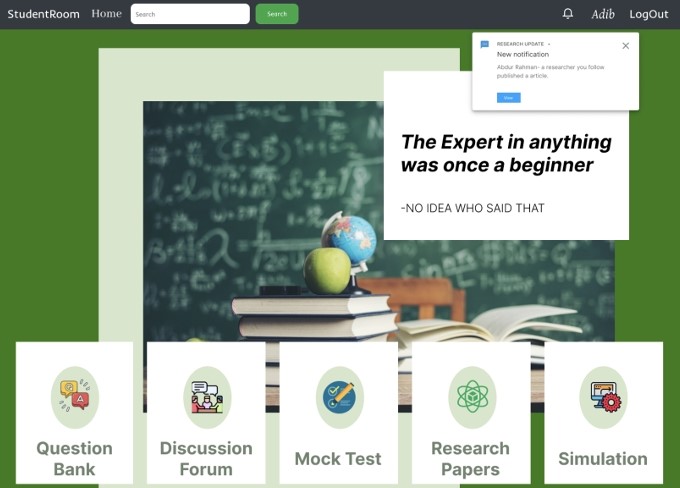 StudentRoom Home Search Search Adib LogOut
RESEARCH UPDATE
New notification
Abdur Rahman- a researcher you follow
published a article.
The Expert in anything
was once a beginner
-NO IDEA WHO SAID THAT
Question
Bank
Discussion
Forum
Mock Test
Research
Papers
Simulation